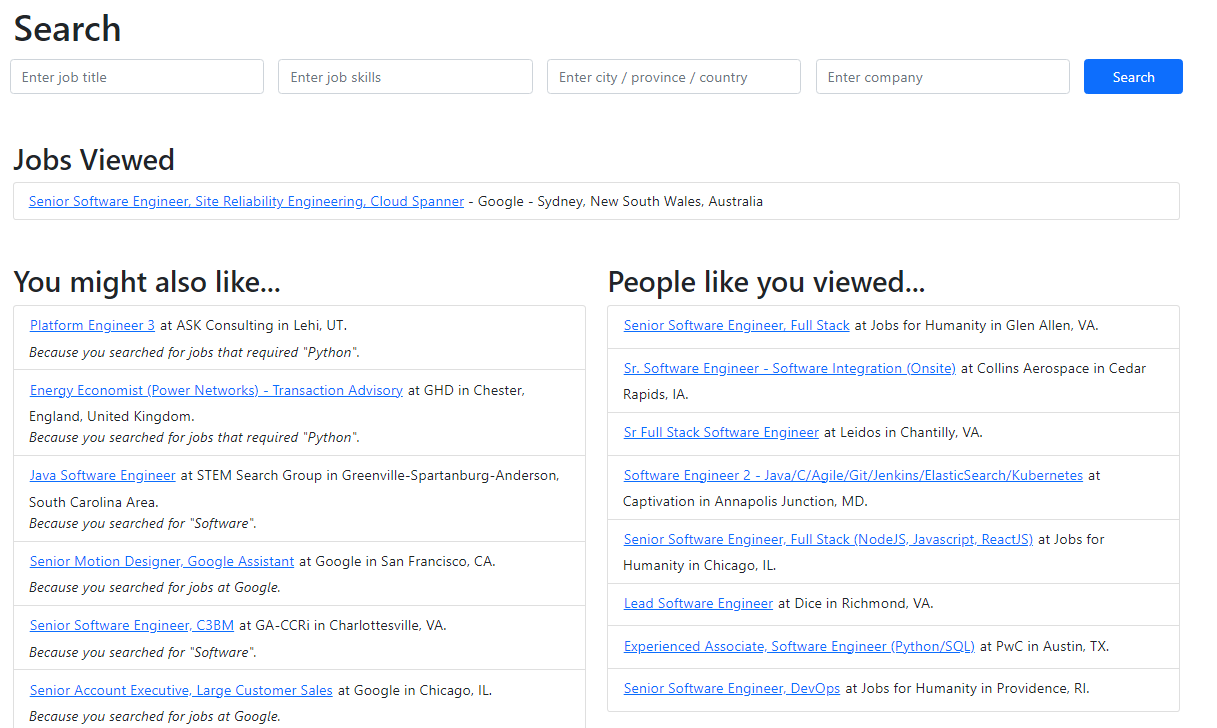 Search
Enter job title
Enter job skills
Enter city / province / country
Enter company
Search
Jobs Viewed
Senior Software Engineer, Site Reliability Engineering, Cloud Spanner - Google - Sydney, New South Wales, Australia
You might also like...
Platform Engineer 3 at ASK Consulting in Lehi, UT.
Because you searched for jobs that required "Python".
Energy Economist (Power Networks) - Transaction Advisory at GHD in Chester,
England, United Kingdom.
Because you searched for jobs that required "Python".
Java Software Engineer at STEM Search Group in Greenville-Spartanburg-Anderson,
South Carolina Area.
Because you searched for "Software".
Senior Motion Designer, Google Assistant at Google in San Francisco, CA.
Because you searched for jobs at Google.
Senior Software Engineer, C3BM at GA-CCRi in Charlottesville, VA.
Because you searched for "Software".
Senior Account Executive, Large Customer Sales at Google in Chicago, IL.
Because you searched for jobs at Google.
People like you viewed...
Senior Software Engineer, Full Stack at Jobs for Humanity in Glen Allen, VA.
Sr. Software Engineer - Software Integration (Onsite) at Collins Aerospace in Cedar
Rapids, IA.
Sr Full Stack Software Engineer at Leidos in Chantilly, VA.
Software Engineer 2 - Java/C/Agile/Git/Jenkins/ElasticSearch/Kubernetes at
Captivation in Annapolis Junction, MD.
Senior Software Engineer, Full Stack (NodeJS, Javascript, ReactJS) at Jobs for
Humanity in Chicago, IL.
Lead Software Engineer at Dice in Richmond, VA.
Experienced Associate, Software Engineer (Python/SQL) at PwC in Austin, TX.
Senior Software Engineer, DevOps at Jobs for Humanity in Providence, RI.